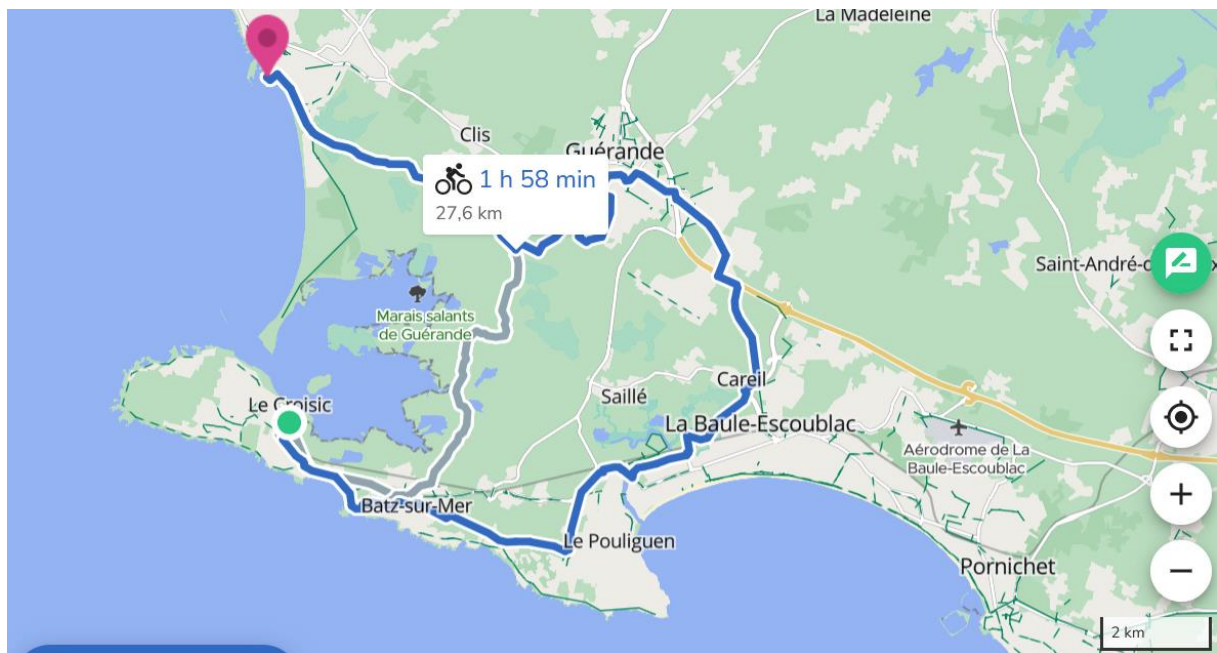 La Madeleine
Clis
Guérande
1 h 58 min
27,6 km
Marais salants
de Guérande
Le Croisic
Batz-sur-Mer
Saillé
Careil
La Baule-Escoublac
Le Pouliguen
Saint-André-d
Aérodrome de La
Baule-Escoublac
Pornichet
2 km